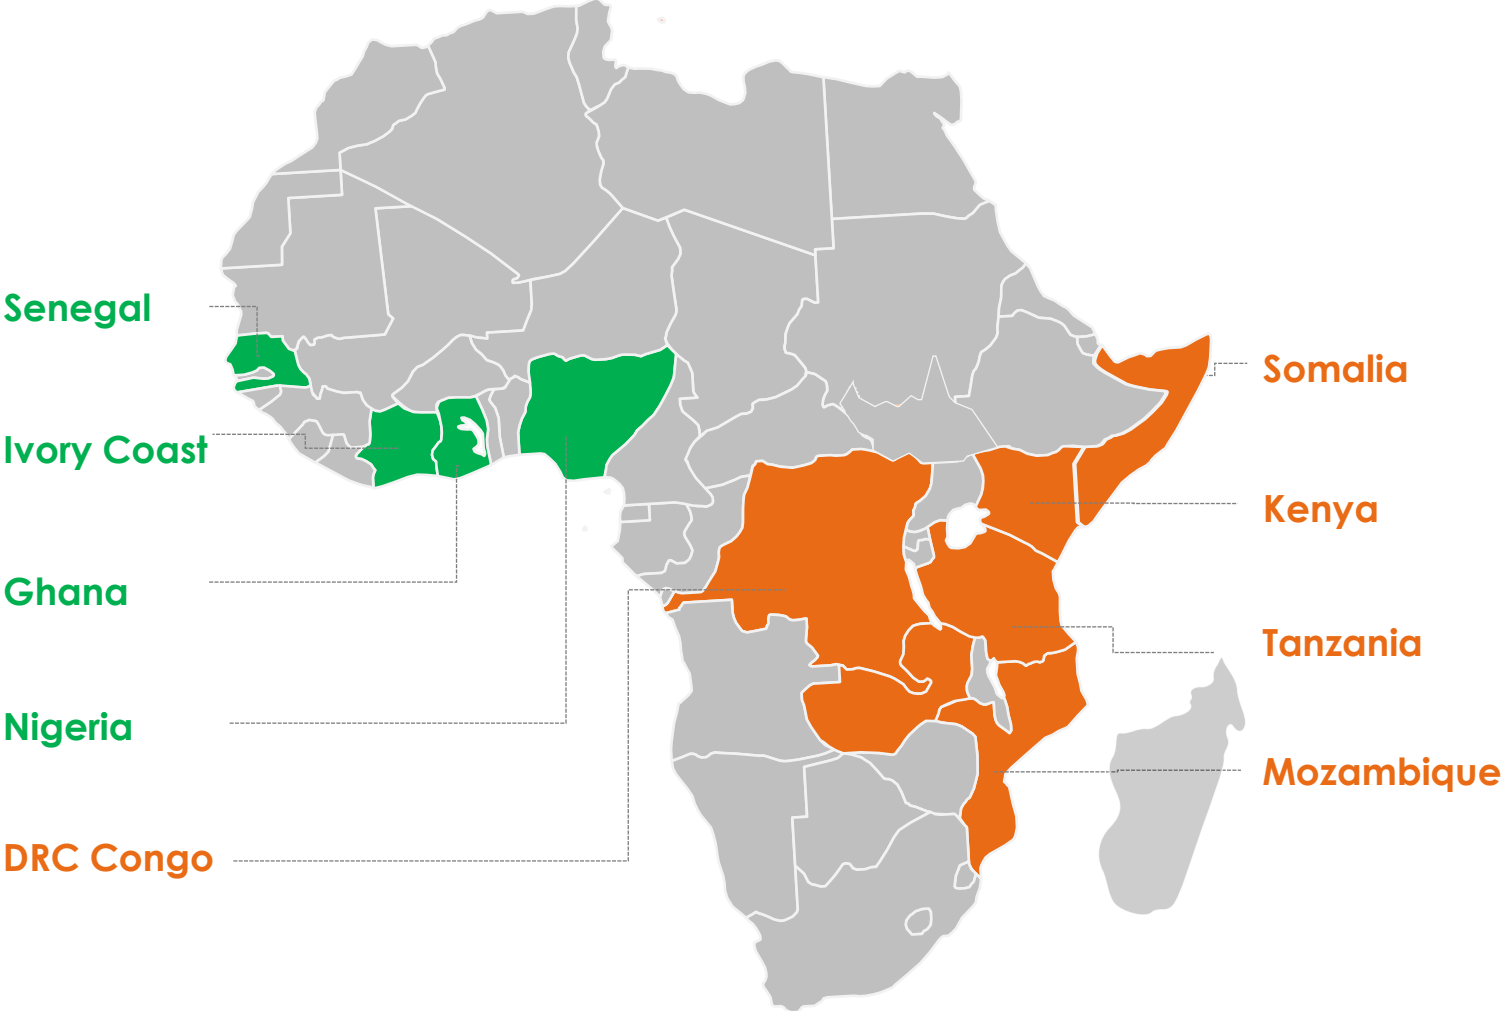 Senegal
Ivory Coast
Ghana
Nigeria
DRC Congo
Somalia
Kenya
Tanzania
Mozambique